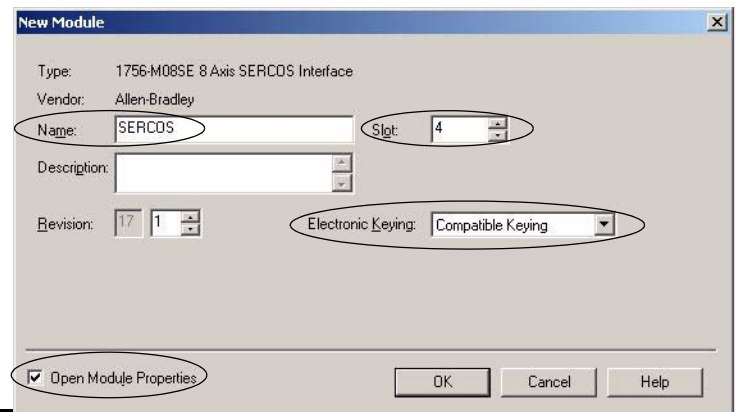 New Module
Type: 1756-M08SE 8 Axis SERCOS Interface
Vendor: Allen-Bradley
Name: SERCOS Slot: 4
Description:
Revision: 17 1 Electronic Keying: Compatible Keying
Open Module Properties OK Cancel Help